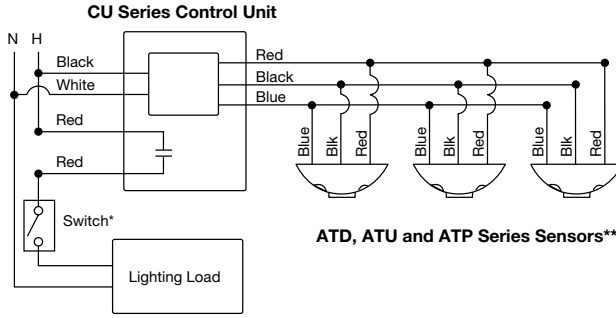 CU Series Control Unit
N H
Black
White
Red
Red
Red
Black
Blue
Blue Blk Red
Blue Blk Red
Blue Blk Red
Switch*
Lighting Load
ATD, ATU and ATP Series Sensors**